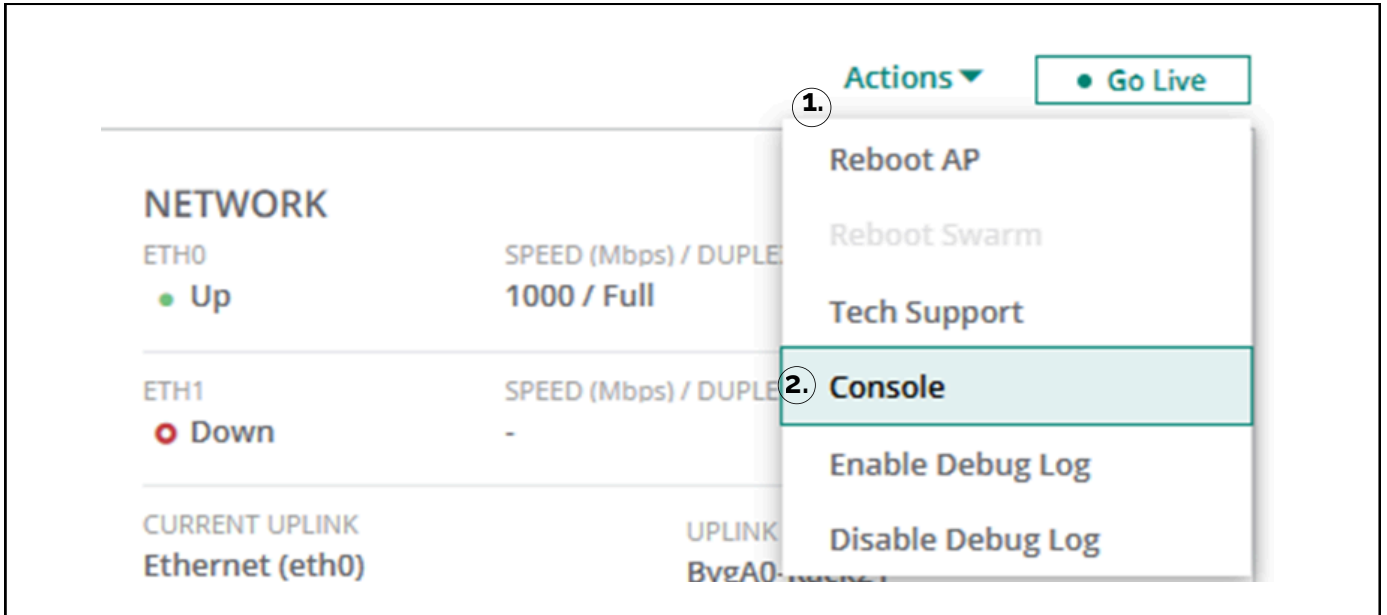 Actions
Go Live
1.
Reboot AP
NETWORK
Reboot Swarm
ETH0 SPEED (Mbps) / DUPLE
Up 1000 / Full
Tech Support
ETH1 SPEED (Mbps) / DUPLE
2. Console
Down -
Enable Debug Log
CURRENT UPLINK UPLINK
Disable Debug Log
Ethernet (eth0)